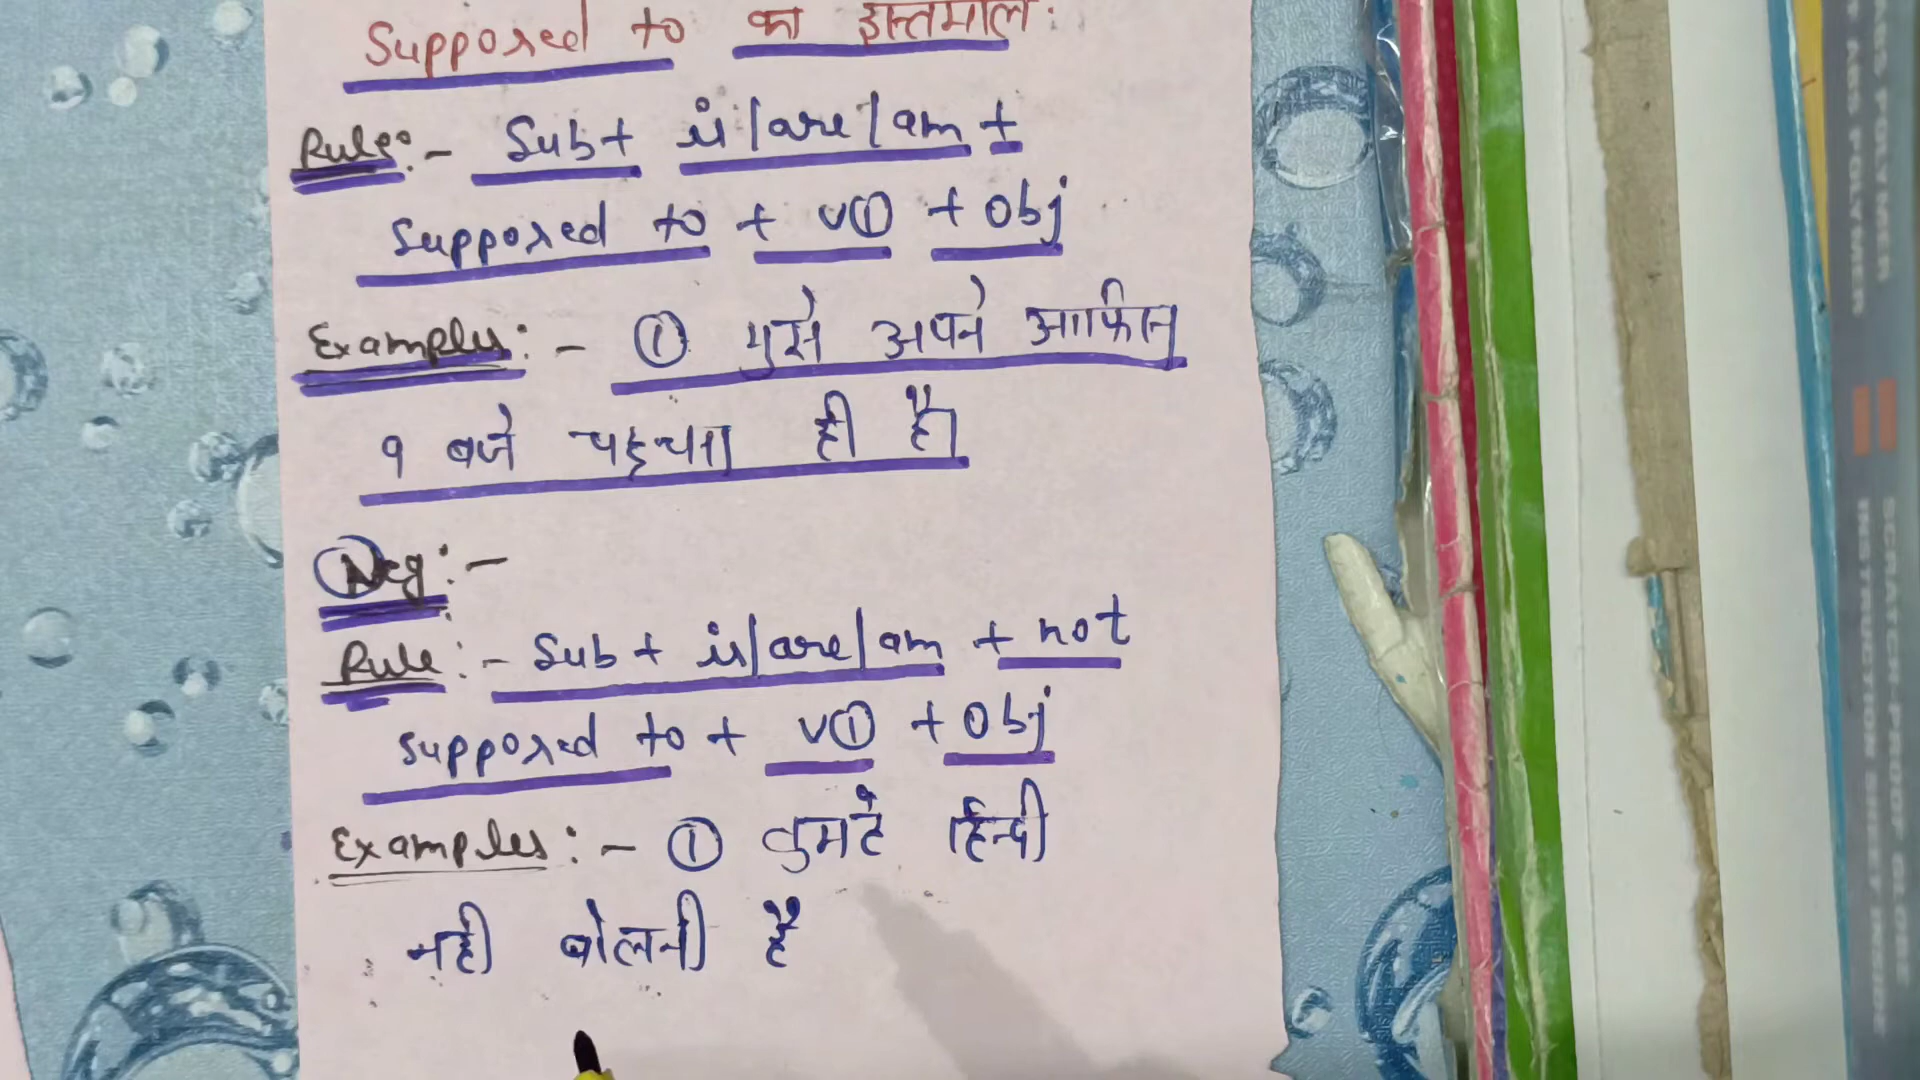 Supposed to का इस्तमाल:
Rule:- Sub + is/are/am +
Supposed to + v① + Obj
Examples:- ① मुझे अपने आफिस
9 बजे पहुचना ही है।
Neg:-
Rule:- Sub + is/are/am + not
supposed to + v① + Obj
Examples:- ① तुमहे हिन्दी
नही बोलनी है